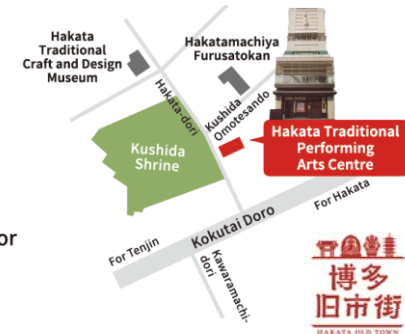 Hakata
Traditional
Craft and Design
Museum
Hakatamachiya
Furusatokan
Hakata-dori
Kushida
Omotesando
Kushida
Shrine
Hakata Traditional
Performing
Arts Centre
or
For Tenjin
Kokutai Doro
For Hakata
Kawaramachi-
dori
博多
旧市街
HAKATA OLD TOWN